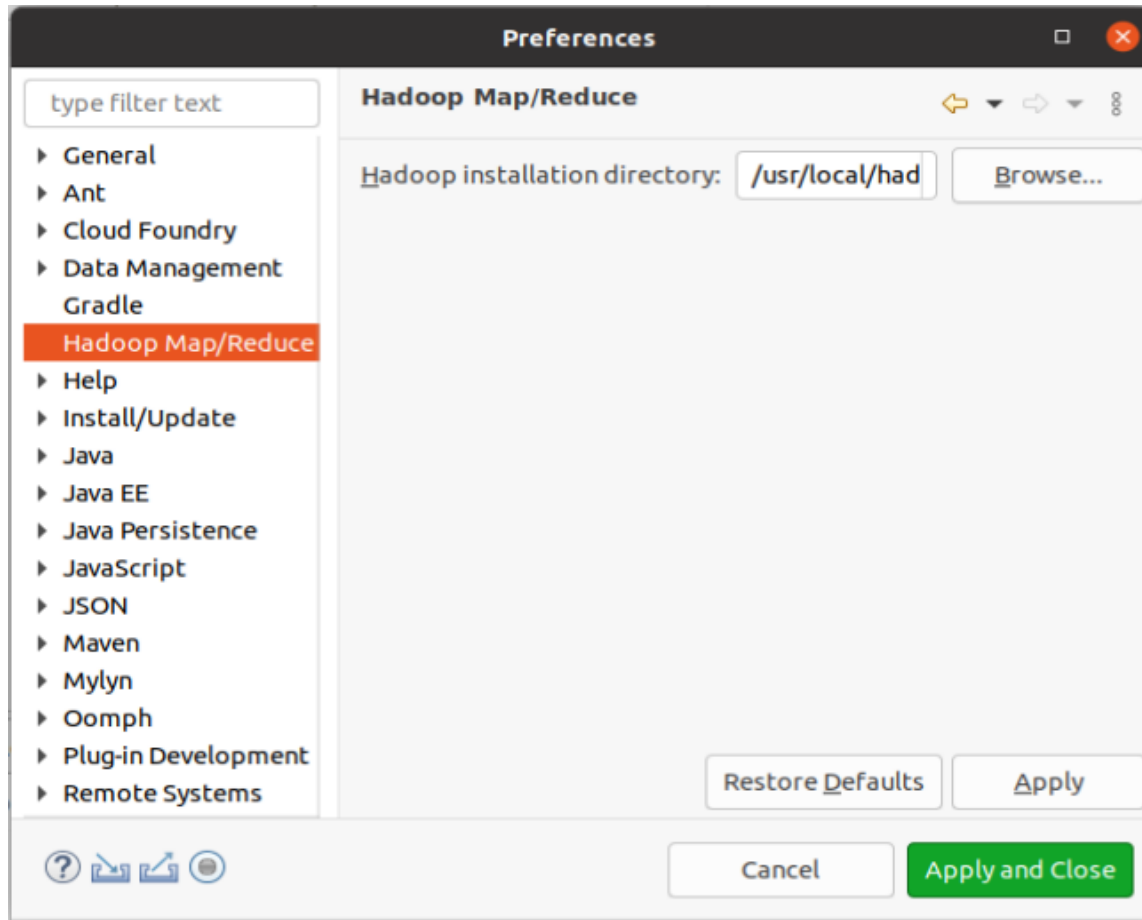 Preferences
type filter text
General
Ant
Cloud Foundry
Data Management
Gradle
Hadoop Map/Reduce
Help
Install/Update
Java
Java EE
Java Persistence
JavaScript
JSON
Maven
Mylyn
Oomph
Plug-in Development
Remote Systems
Hadoop Map/Reduce
Hadoop installation directory: /usr/local/had Browse...
Restore Defaults Apply
Cancel Apply and Close